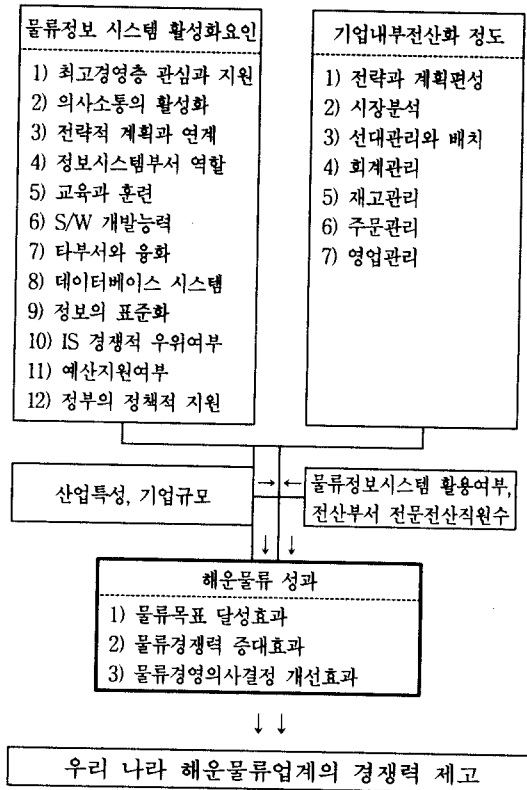 물류정보 시스템 활성화요인
1) 최고경영층 관심과 지원
2) 의사소통의 활성화
3) 전략적 계획과 연계
4) 정보시스템부서 역할
5) 교육과 훈련
6) S/W 개발능력
7) 타부서와 융화
8) 데이터베이스 시스템
9) 정보의 표준화
10) IS 경쟁적 우위여부
11) 예산지원여부
12) 정부의 정책적 지원
기업내부전산화 정도
1) 전략과 계획편성
2) 시장분석
3) 선대관리와 배치
4) 회계관리
5) 재고관리
6) 주문관리
7) 영업관리
산업특성, 기업규모
→ ←
물류정보시스템 활용여부,
전산부서 전문전산직원수
↓ ↓
해운물류 성과
1) 물류목표 달성효과
2) 물류경쟁력 증대효과
3) 물류경영의사결정 개선효과
↓ ↓
우리 나라 해운물류업계의 경쟁력 제고